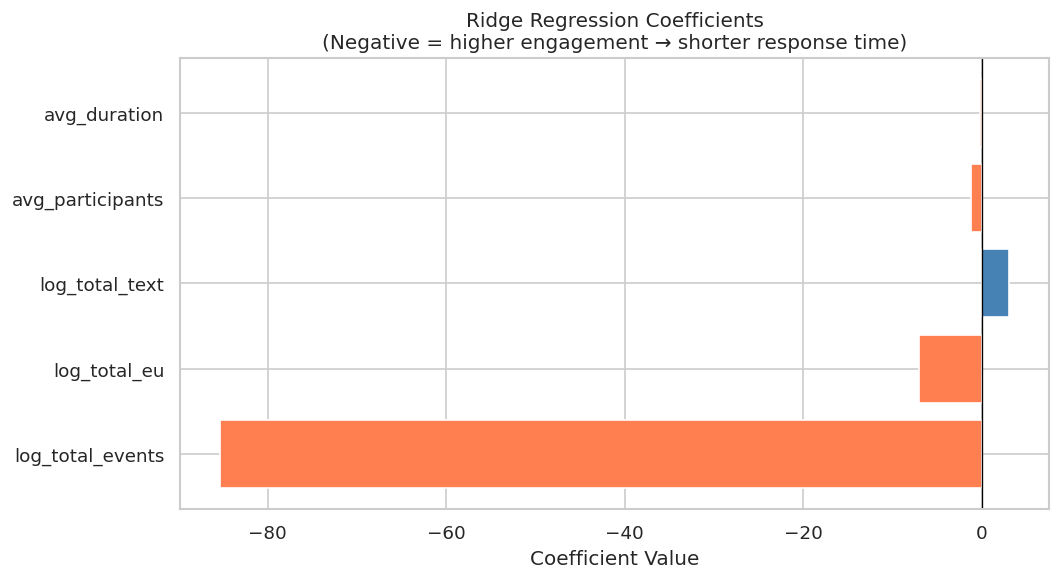 Ridge Regression Coefficients
(Negative = higher engagement → shorter response time)
avg_duration
avg_participants
log_total_text
log_total_eu
log_total_events
−80
−60
−40
−20
0
Coefficient Value